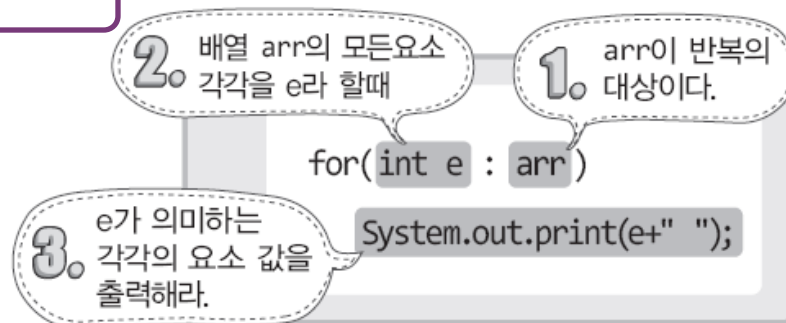 2. 배열 arr의 모든요소
각각을 e라 할때
1. arr이 반복의
대상이다.
for(int e : arr)
System.out.print(e+" ");
3. e가 의미하는
각각의 요소 값을
출력해라.